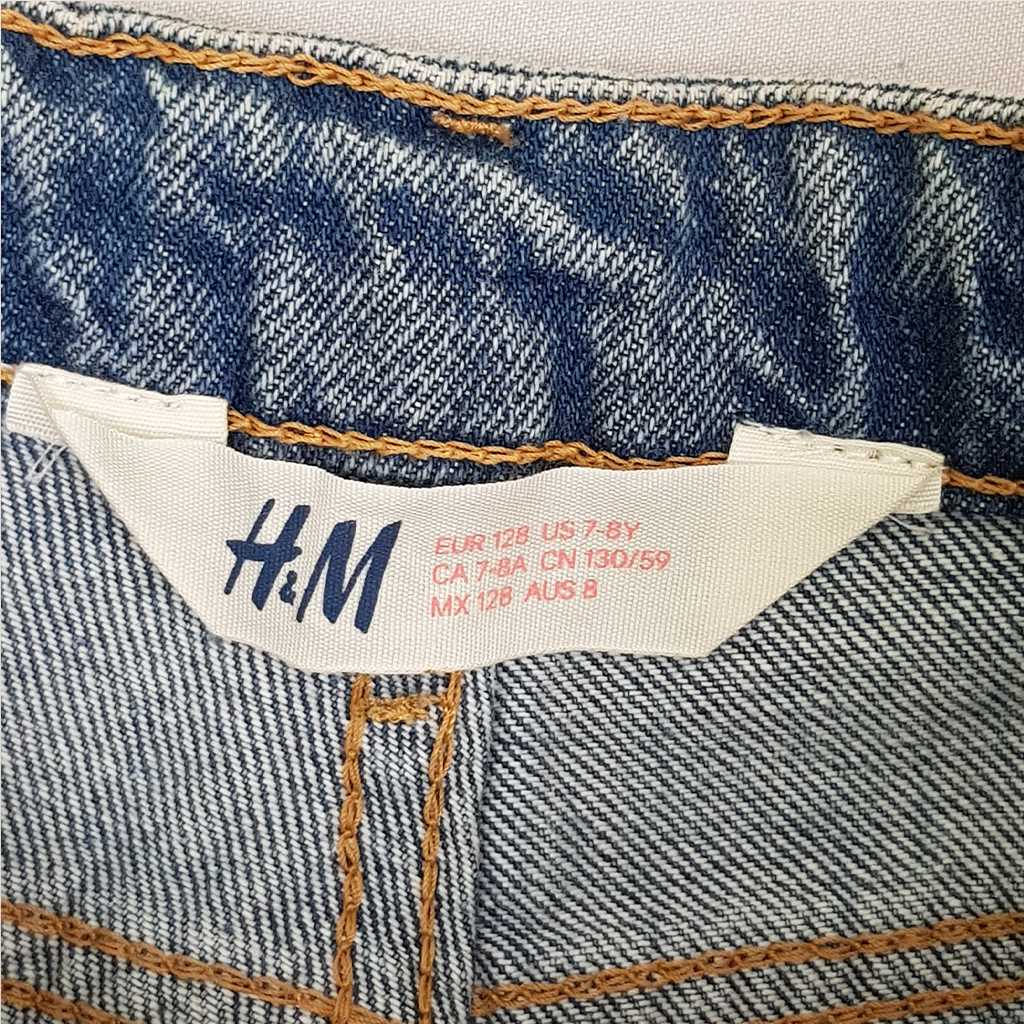 H&M
EUR 128 US 7-8Y
CA 7-8A CN 130/59
MX 128 AUS 8